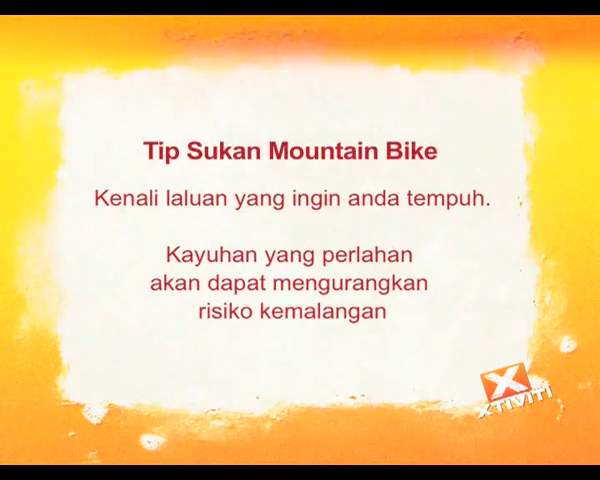 Tip Sukan Mountain Bike
Kenali laluan yang ingin anda tempuh.
Kayuhan yang perlahan
akan dapat mengurangkan
risiko kemalangan
X
XTIVITI